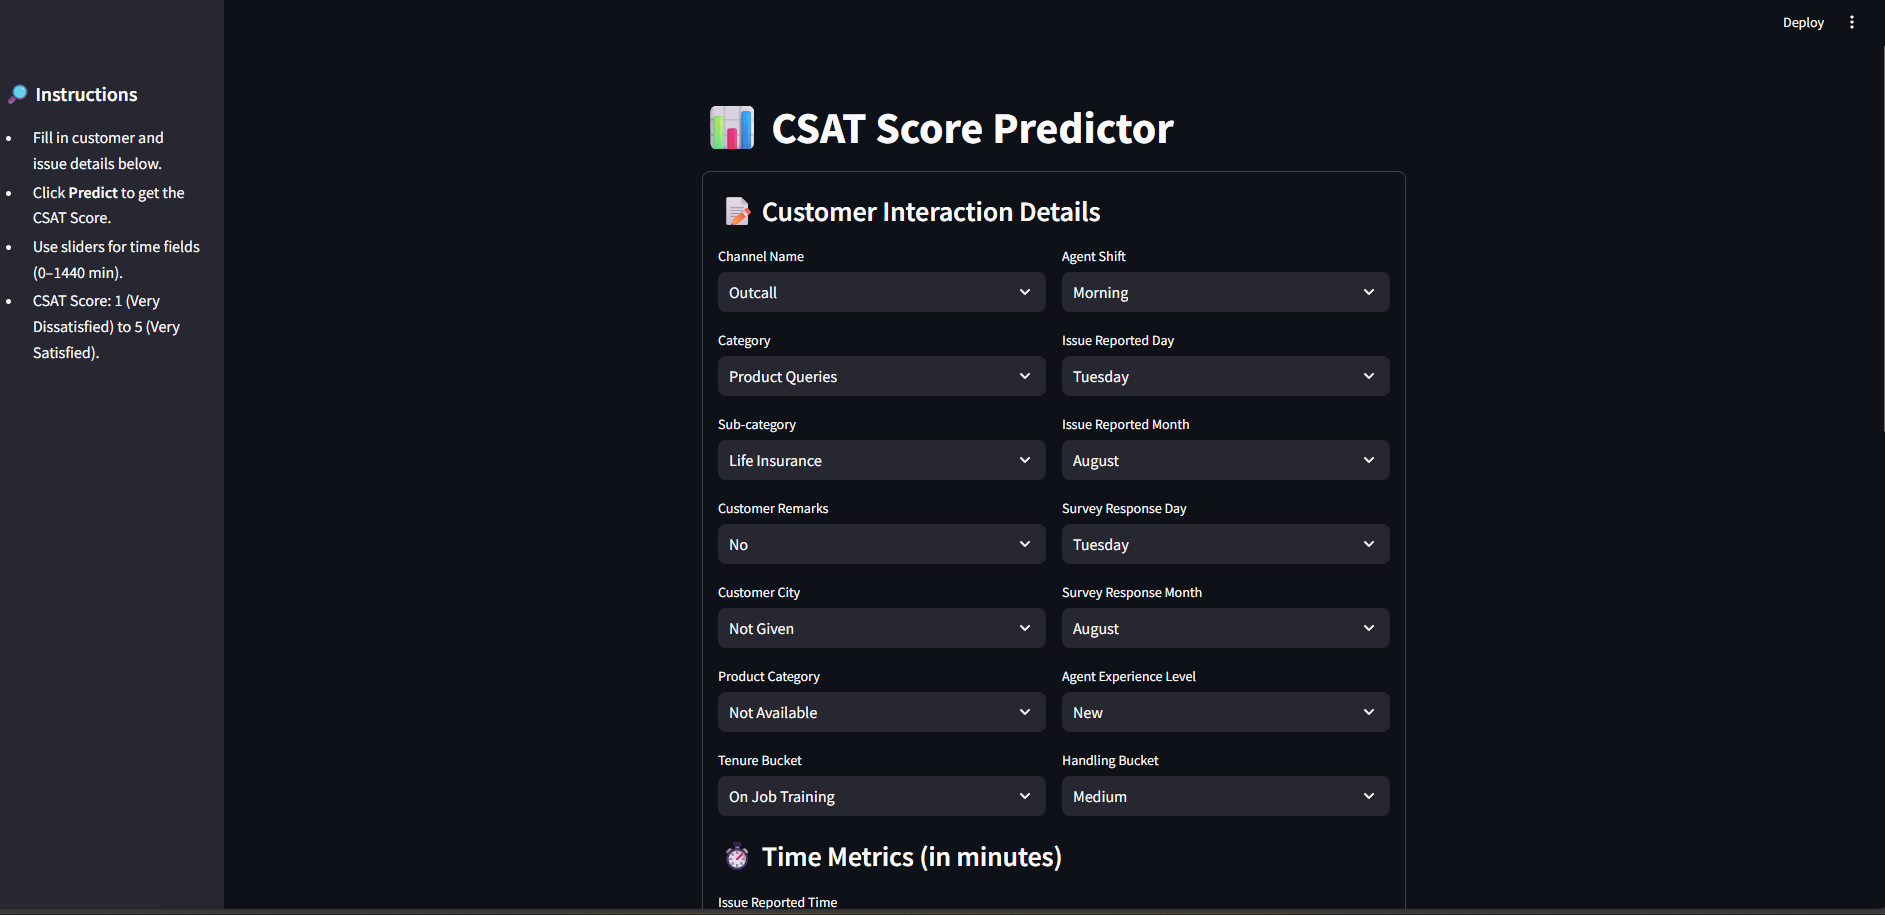 Deploy
Instructions
Fill in customer and
issue details below.
Click Predict to get the
CSAT Score.
Use sliders for time fields
(0–1440 min).
CSAT Score: 1 (Very
Dissatisfied) to 5 (Very
Satisfied).
CSAT Score Predictor
Customer Interaction Details
Channel Name
Outcall
Agent Shift
Morning
Category
Product Queries
Issue Reported Day
Tuesday
Sub-category
Life Insurance
Issue Reported Month
August
Customer Remarks
No
Survey Response Day
Tuesday
Customer City
Not Given
Survey Response Month
August
Product Category
Not Available
Agent Experience Level
New
Tenure Bucket
On Job Training
Handling Bucket
Medium
Time Metrics (in minutes)
Issue Reported Time